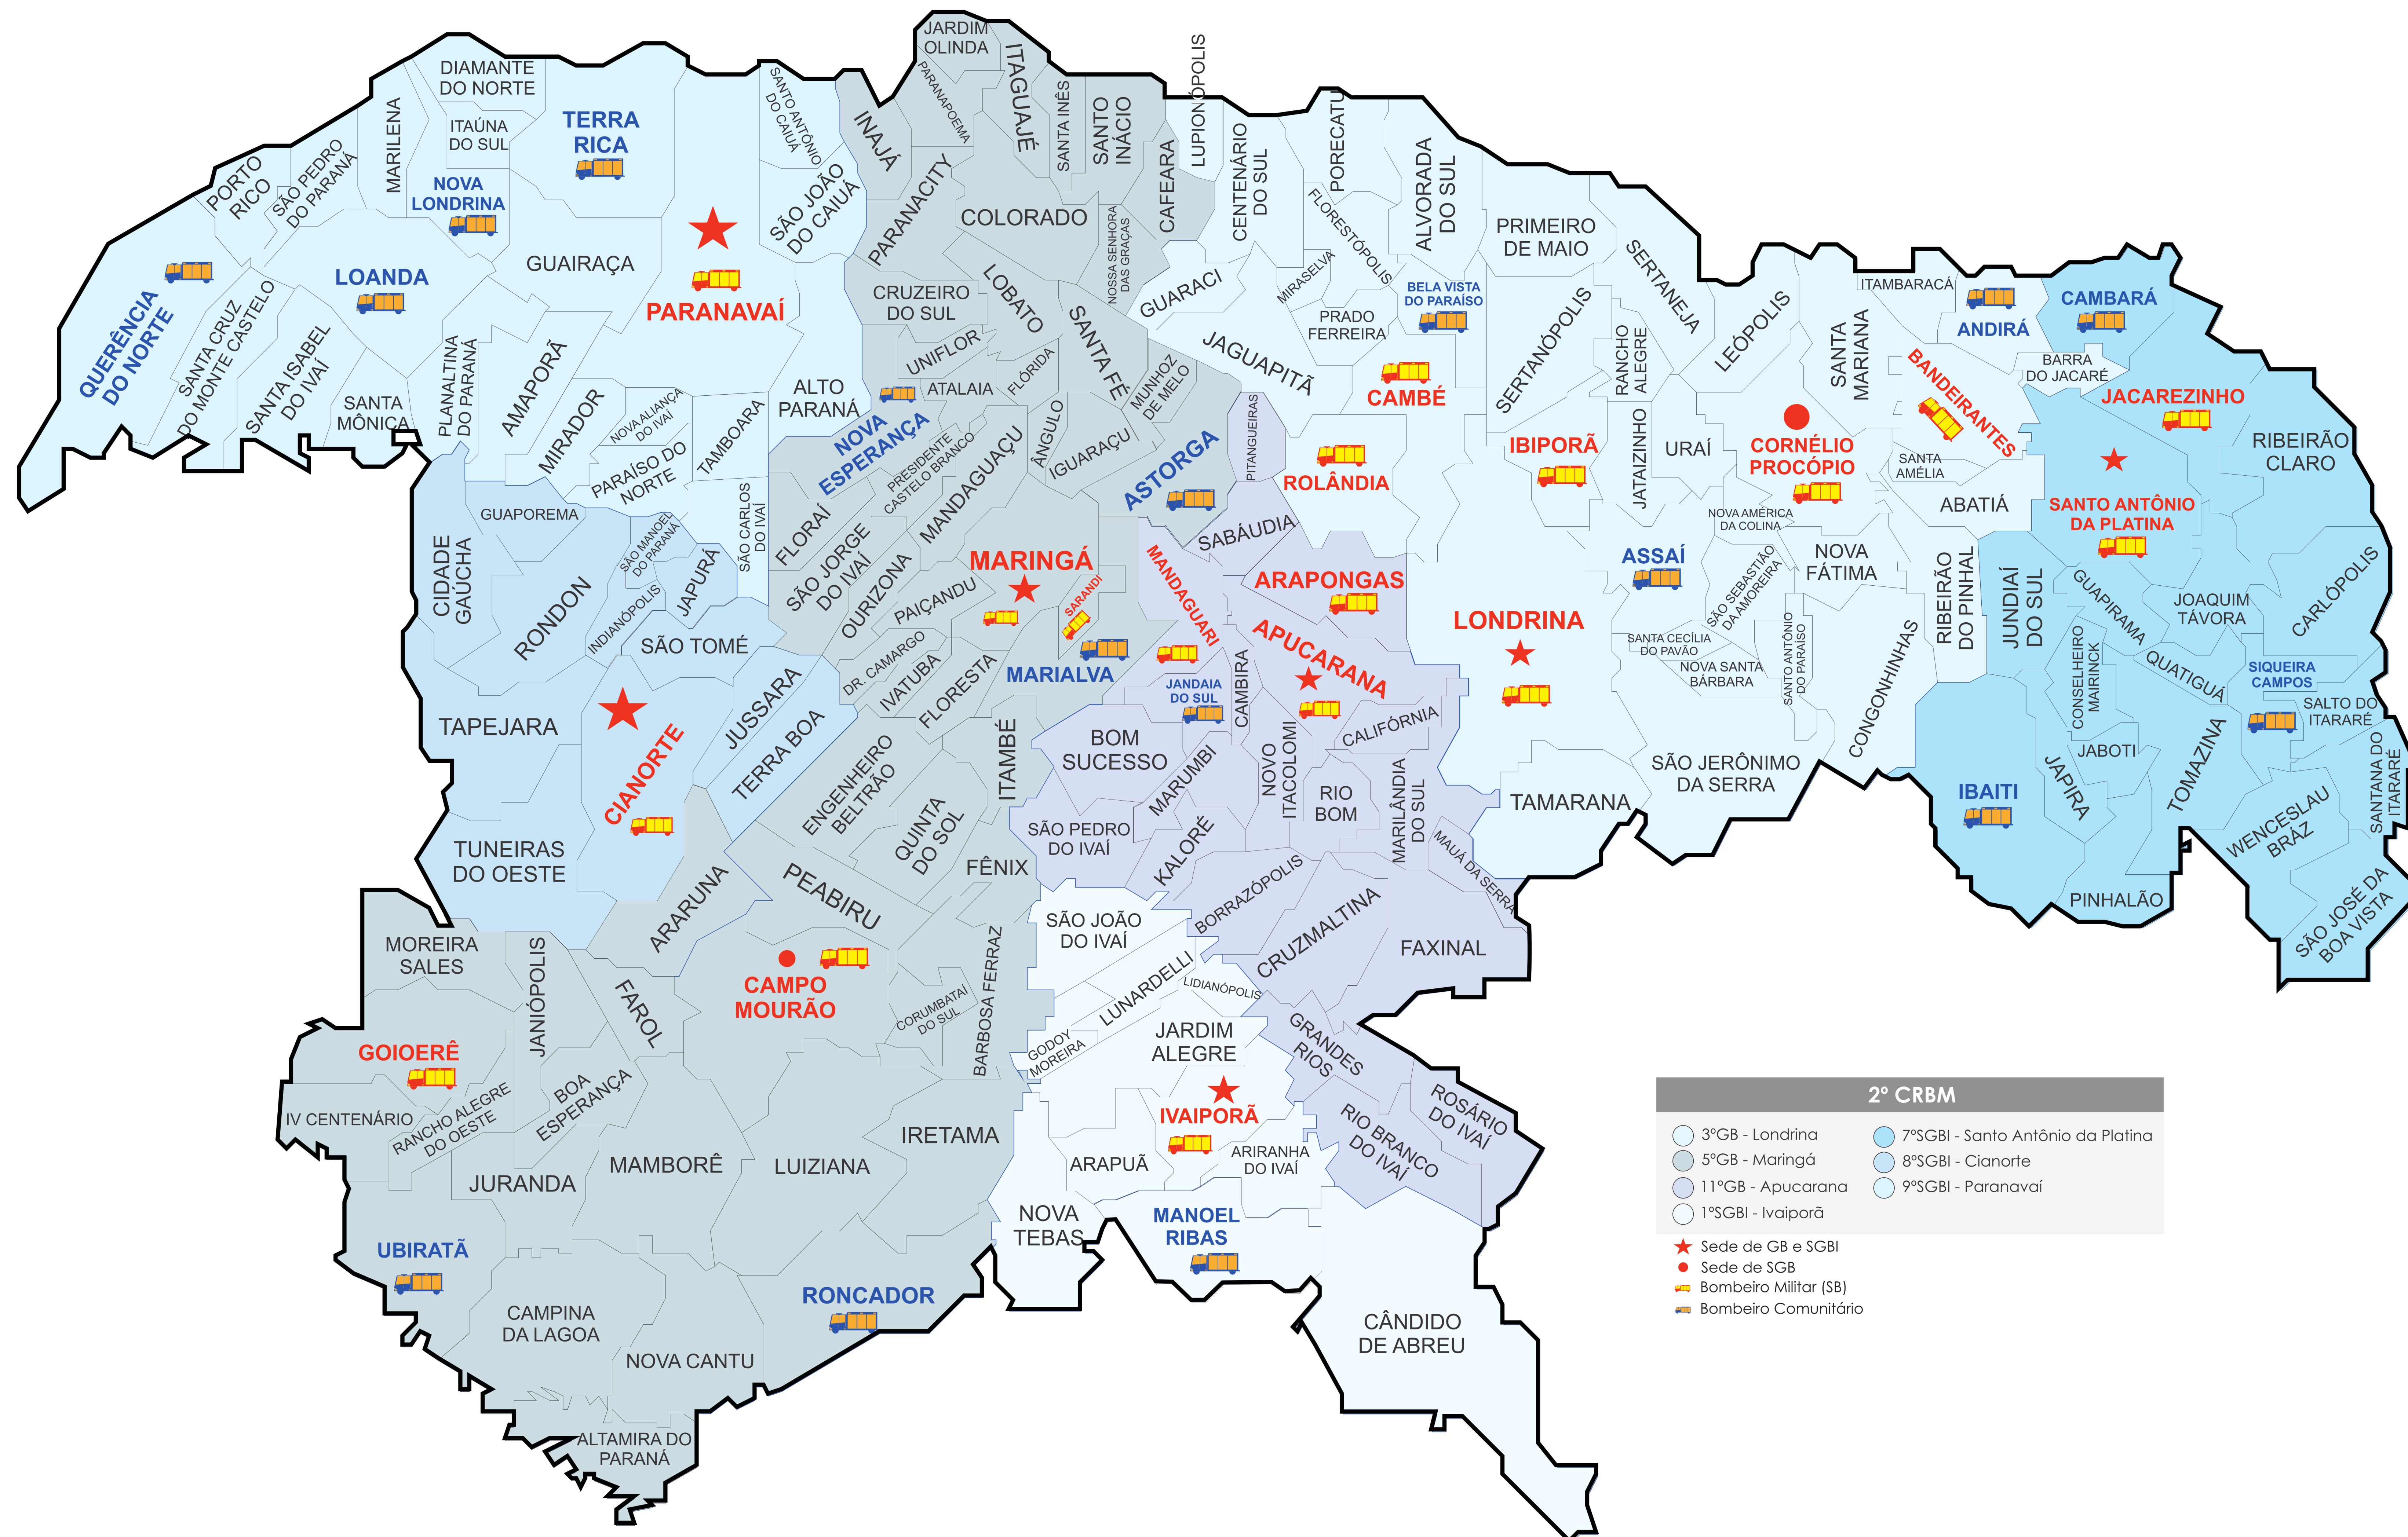 JARDIM
OLINDA
PARANAPOEMA
ITAGUAJÉ
SANTA INÊS
SANTO
INÁCIO
CAFEARA
LUPIONÓPOLIS
CENTENÁRIO
DO SUL
PORECATU
ALVORADA
DO SUL
FLORESTÓPOLIS
MIRASELVA
PRADO
FERREIRA
BELA VISTA
DO PARAÍSO
PRIMEIRO
DE MAIO
SERTANEJA
SERTANÓPOLIS
RANCHO
ALEGRE
LEÓPOLIS
SANTA
MARIANA
ITAMBARACÁ
ANDIRÁ
CAMBARÁ
BARRA
DO JACARÉ
BANDEIRANTES
JACAREZINHO
RIBEIRÃO
CLARO
DIAMANTE
DO NORTE
ITAÚNA
DO SUL
MARILENA
NOVA
LONDRINA
TERRA
RICA
SANTO ANTÔNIO
DO CAIUÁ
SÃO JOÃO
DO CAIUÁ
INAJÁ
PARANACITY
COLORADO
NOSSA SENHORA
DAS GRAÇAS
PORTO
RICO
SÃO PEDRO
DO PARANÁ
LOANDA
GUAIRAÇA
PARANAVAÍ
QUERÊNCIA
DO NORTE
SANTA CRUZ
DO MONTE CASTELO
SANTA ISABEL
DO IVAÍ
SANTA
MÔNICA
PLANALTINA
DO PARANÁ
AMAPORÃ
MIRADOR
NOVA ALIANÇA
DO IVAÍ
PARAÍSO DO
NORTE
TAMBOARA
ALTO
PARANÁ
SÃO CARLOS
DO IVAÍ
CRUZEIRO
DO SUL
LOBATO
SANTA FÉ
UNIFLOR
ATALAIA
FLÓRIDA
MUNHOZ
DE MELO
GUARACI
JAGUAPITÃ
CAMBÉ
ROLÂNDIA
PITANGUEIRAS
NOVA
ESPERANÇA
PRESIDENTE
CASTELO BRANCO
MANDAGUAÇU
ÂNGULO
IGUARAÇU
ASTORGA
SABÁUDIA
IBIPORÃ
JATAIZINHO
URAÍ
CORNÉLIO
PROCÓPIO
SANTA
AMÉLIA
ABATIÁ
SANTO ANTÔNIO
DA PLATINA
NOVA AMÉRICA
DA COLINA
NOVA
FÁTIMA
ASSAÍ
SÃO SEBASTIÃO
DA AMOREIRA
SANTA CECÍLIA
DO PAVÃO
NOVA SANTA
BÁRBARA
SANTO ANTÔNIO
DO PARAÍSO
CONGONHINHAS
RIBEIRÃO
DO PINHAL
JUNDIAÍ
DO SUL
GUAPIRAMA
JOAQUIM
TÁVORA
CARLÓPOLIS
CONSELHEIRO
MAIRINCK
QUATIGUÁ
SIQUEIRA
CAMPOS
SALTO DO
ITARARÉ
SANTANA DO
ITARARÉ
JABOTI
JAPIRA
TOMAZINA
WENCESLAU
BRÁZ
IBAITI
PINHALÃO
SÃO JOSÉ DA
BOA VISTA
CIDADE
GAÚCHA
GUAPOREMA
RONDON
SÃO MANOEL
DO PARANÁ
INDIANÓPOLIS
JAPURÁ
SÃO TOMÉ
FLORAÍ
SÃO JORGE
DO IVAÍ
OURIZONA
PAIÇANDU
MARINGÁ
SARANDI
MARIALVA
DR. CAMARGO
IVATUBA
FLORESTA
ITAMBÉ
MANDAGUARI
JANDAIA
DO SUL
CAMBIRA
ARAPONGAS
APUCARANA
CALIFÓRNIA
LONDRINA
TAMARANA
SÃO JERÔNIMO
DA SERRA
TAPEJARA
CIANORTE
JUSSARA
TERRA BOA
TUNEIRAS
DO OESTE
ENGENHEIRO
BELTRÃO
QUINTA
DO SOL
FÊNIX
PEABIRU
ARARUNA
BOM
SUCESSO
MARUMBI
NOVO
ITACOLOMI
RIO
BOM
MARILÂNDIA
DO SUL
MAUÁ DA SERRA
SÃO PEDRO
DO IVAÍ
KALORÉ
BORRAZÓPOLIS
CRUZMALTINA
FAXINAL
MOREIRA
SALES
JANIÓPOLIS
FAROL
CAMPO
MOURÃO
CORUMBATAÍ
DO SUL
BARBOSA FERRAZ
SÃO JOÃO
DO IVAÍ
LUNARDELLI
LIDIANÓPOLIS
GODOY
MOREIRA
JARDIM
ALEGRE
GRANDES
RIOS
ROSÁRIO
DO IVAÍ
RIO BRANCO
DO IVAÍ
GOIOERÊ
IV CENTENÁRIO
RANCHO ALEGRE
DO OESTE
BOA
ESPERANÇA
JURANDA
MAMBORÊ
LUIZIANA
IRETAMA
IVAIPORÃ
ARAPUÃ
ARIRANHA
DO IVAÍ
NOVA
TEBAS
MANOEL
RIBAS
CÂNDIDO
DE ABREU
UBIRATÃ
CAMPINA
DA LAGOA
NOVA CANTU
RONCADOR
ALTAMIRA DO
PARANÁ
2º CRBM
3ºGB - Londrina
5ºGB - Maringá
11ºGB - Apucarana
1ºSGBI - Ivaiporã
7ºSGBI - Santo Antônio da Platina
8ºSGBI - Cianorte
9ºSGBI - Paranavaí
Sede de GB e SGBI
Sede de SGB
Bombeiro Militar (SB)
Bombeiro Comunitário